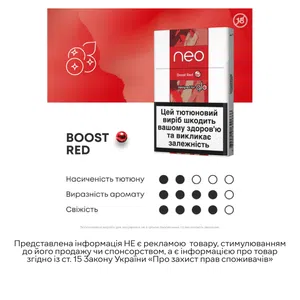 18+
neo
Boost Red
Цей тютюновий
виріб шкодить
вашому здоров'ю
та викликає
залежність
BOOST
RED
Насиченість тютюну
Виразність аромату
Свіжість
Представлена інформація НЕ є рекламою товару, стимулюванням
до його продажу чи спонсорством, а є інформацією про товар
згідно із ст. 15 Закону України «Про захист прав споживачів»